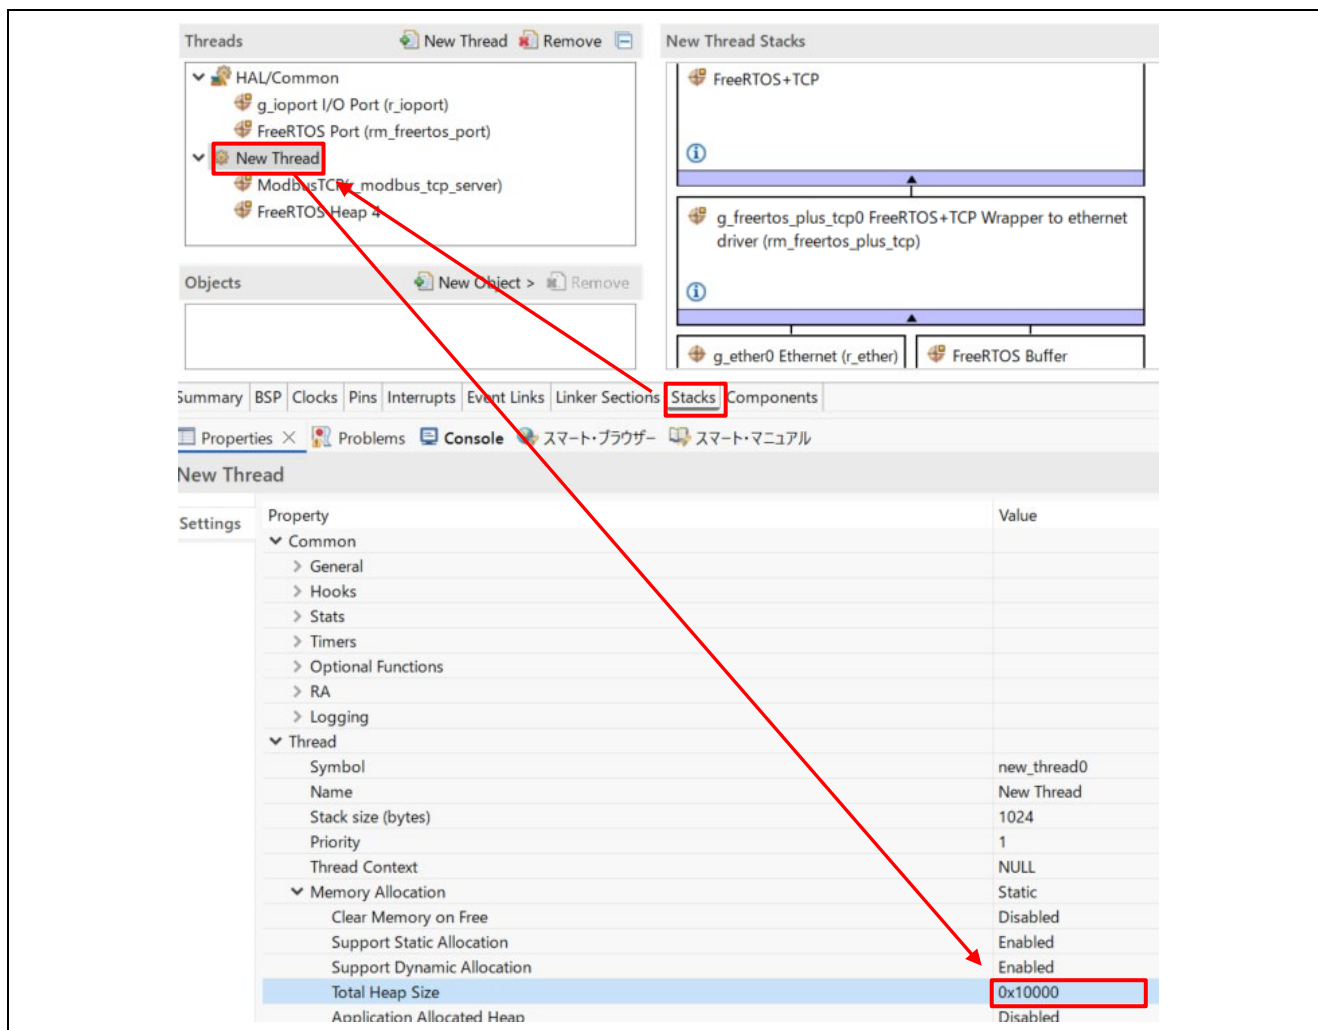 Threads
New Thread
Remove
HAL/Common
g_ioport I/O Port (r_ioport)
FreeRTOS Port (rm_freertos_port)
New Thread
ModbusTCP(r_modbus_tcp_server)
FreeRTOS Heap 4
Objects
New Object >
Remove
New Thread Stacks
FreeRTOS+TCP
g_freertos_plus_tcp0 FreeRTOS+TCP Wrapper to ethernet
driver (rm_freertos_plus_tcp)
g_ether0 Ethernet (r_ether)
FreeRTOS Buffer
Summary BSP Clocks Pins Interrupts Event Links Linker Sections Stacks Components
Properties Problems Console スマート・ブラウザー スマート・マニュアル
New Thread
Settings
Property Value
Common
General
Hooks
Stats
Timers
Optional Functions
RA
Logging
Thread
Symbol new_thread0
Name New Thread
Stack size (bytes) 1024
Priority 1
Thread Context NULL
Memory Allocation Static
Clear Memory on Free Disabled
Support Static Allocation Enabled
Support Dynamic Allocation Enabled
Total Heap Size 0x10000
Application Allocated Heap Disabled